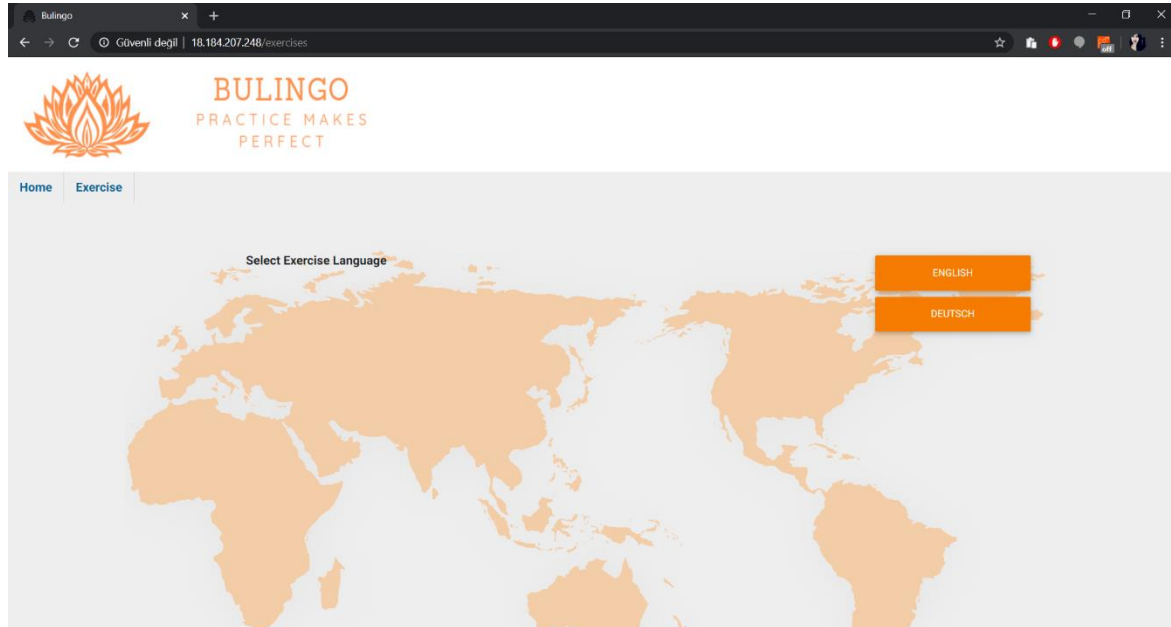 Bulingo
Güvenli değil | 18.184.207.248/exercises
off
BULINGO
PRACTICE MAKES
PERFECT
Home Exercise
Select Exercise Language
ENGLISH
DEUTSCH